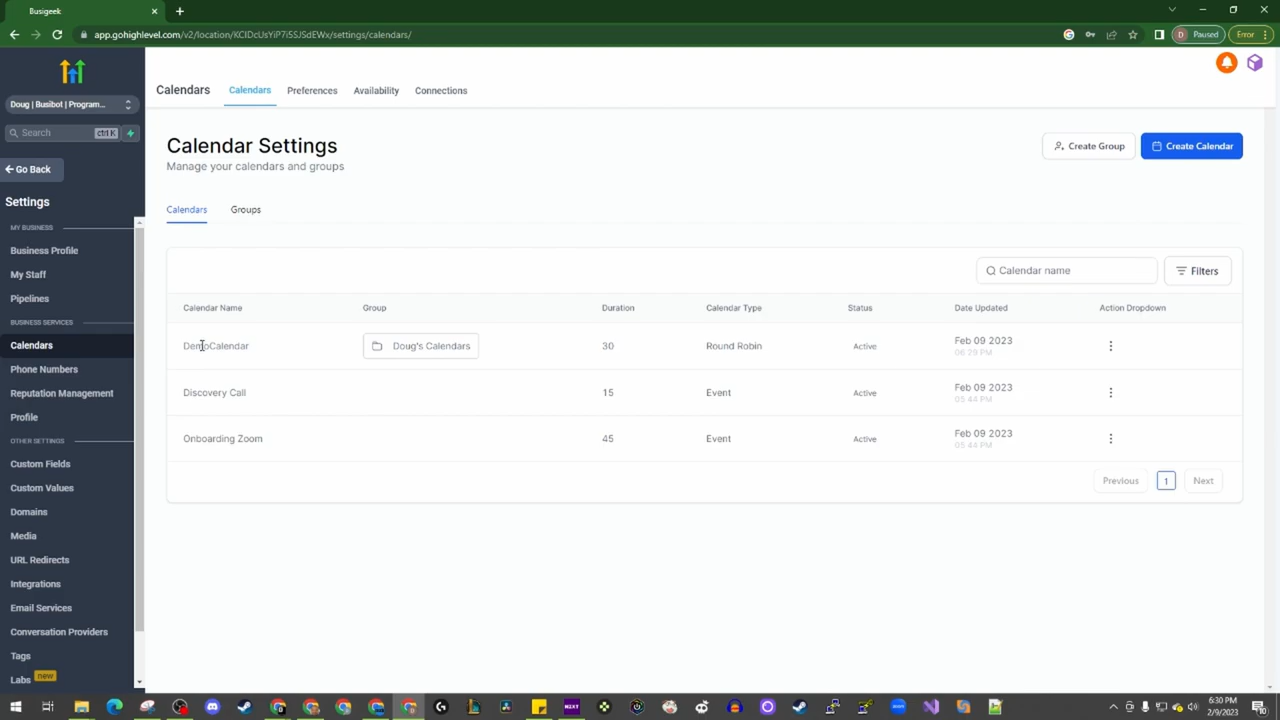 Busigeek
app.gohighlevel.com/v2/location/KCIDcUsYiP7i5SJSdEWx/settings/calendars/
D Paused
Error
Doug | Busibot | Program...
Search ctrl K
Go Back
Settings
MY BUSINESS
Business Profile
My Staff
Pipelines
BUSINESS SERVICES
Calendars
Phone Numbers
Reputation Management
Profile
OTHER SETTINGS
Custom Fields
Custom Values
Domains
Media
URL Redirects
Integrations
Email Services
Conversation Providers
Tags
Labs new
Calendars Calendars Preferences Availability Connections
Calendar Settings
Manage your calendars and groups
Create Group Create Calendar
Calendars Groups
Calendar name Filters
Calendar Name Group Duration Calendar Type Status Date Updated Action Dropdown
DemoCalendar Doug's Calendars 30 Round Robin Active Feb 09 2023
06:29 PM
Discovery Call 15 Event Active Feb 09 2023
05:44 PM
Onboarding Zoom 45 Event Active Feb 09 2023
05:44 PM
Previous 1 Next
6:30 PM
2/9/2023